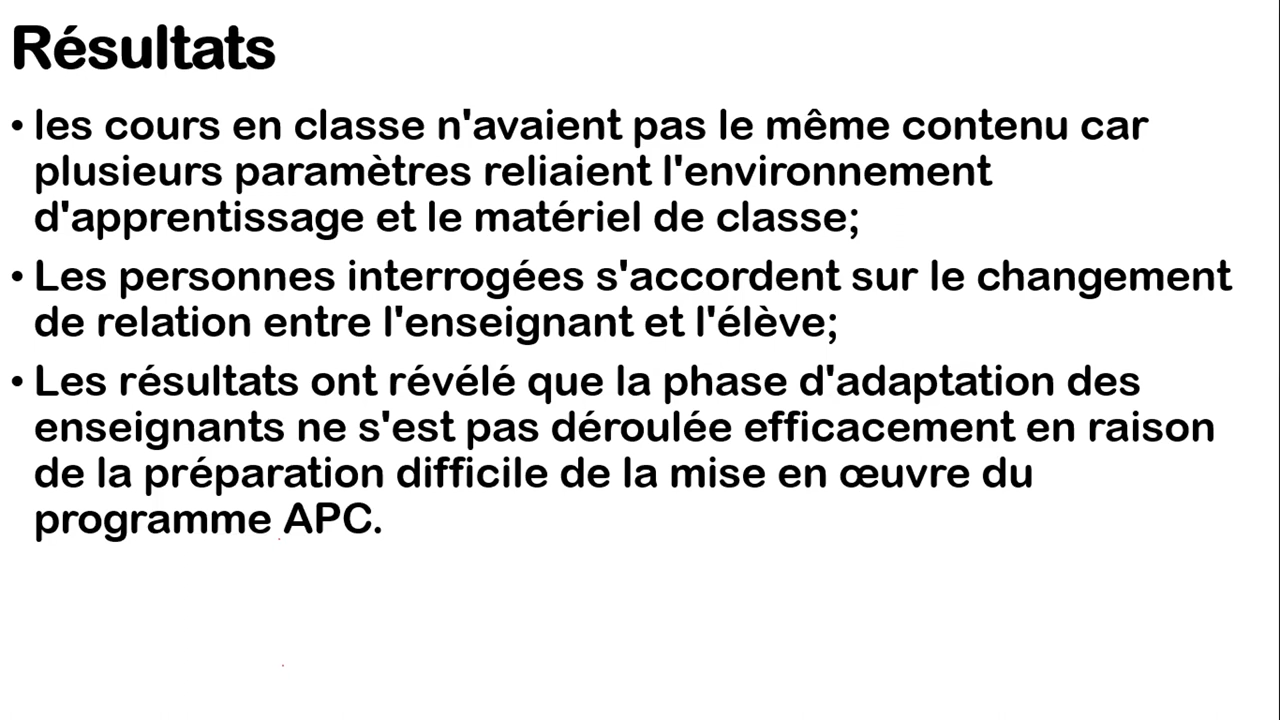 Résultats
• les cours en classe n'avaient pas le même contenu car
plusieurs paramètres reliaient l'environnement
d'apprentissage et le matériel de classe;
• Les personnes interrogées s'accordent sur le changement
de relation entre l'enseignant et l'élève;
• Les résultats ont révélé que la phase d'adaptation des
enseignants ne s'est pas déroulée efficacement en raison
de la préparation difficile de la mise en œuvre du
programme APC.